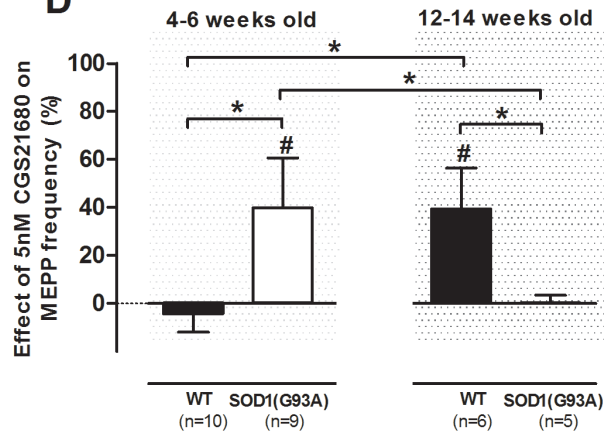 D
4-6 weeks old
12-14 weeks old
Effect of 5nM CGS21680 on
MEPP frequency (%)
100
80
60
40
20
0
*
*
*
*
#
#
WT
SOD1(G93A)
WT
SOD1(G93A)
(n=10)
(n=9)
(n=6)
(n=5)